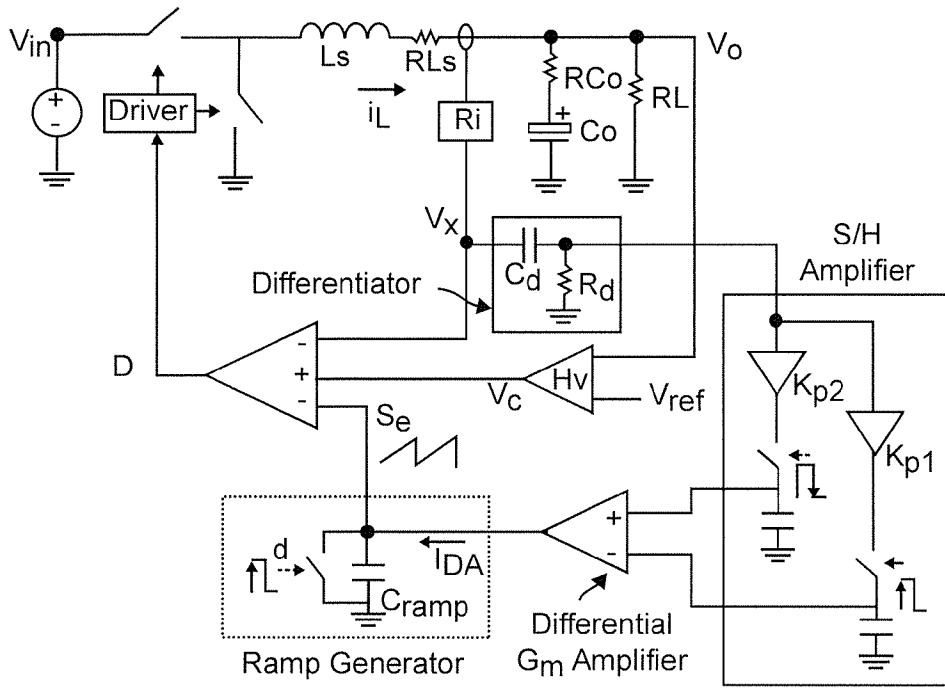 Vin
Ls
RLs
Vo
Driver
iL
Ri
RCo
Co
RL
+
-
+
Vx
S/H
Amplifier
Differentiator
Cd
Rd
D
-
+
-
Hv
Vc
Vref
Se
Kp2
Kp1
d
IDA
Cramp
+
-
Differential
Gm Amplifier
Ramp Generator